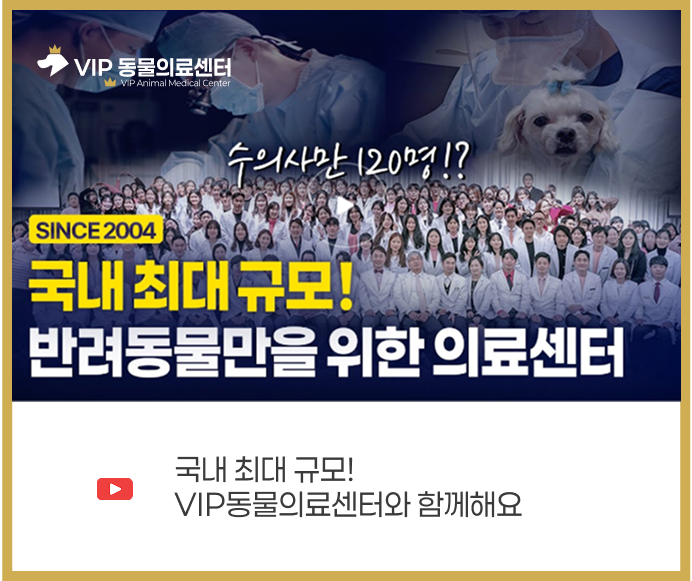 VIP 동물의료센터
VIP Animal Medical Center
수의사만 120명!?
SINCE 2004
국내 최대 규모!
반려동물만을 위한 의료센터
국내 최대 규모!
VIP동물의료센터와 함께해요